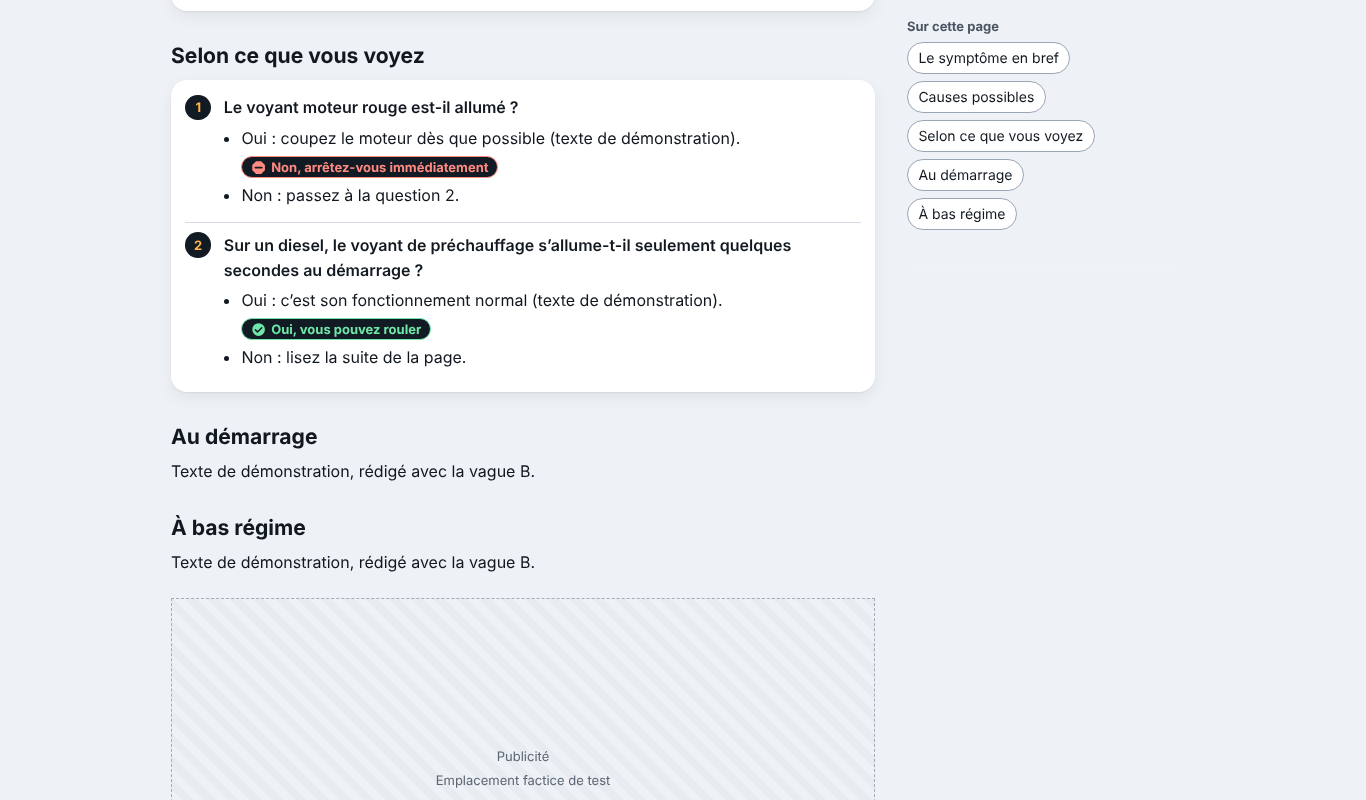 Selon ce que vous voyez
1 Le voyant moteur rouge est-il allumé ?
• Oui : coupez le moteur dès que possible (texte de démonstration).
Non, arrêtez-vous immédiatement
• Non : passez à la question 2.
2 Sur un diesel, le voyant de préchauffage s’allume-t-il seulement quelques
secondes au démarrage ?
• Oui : c’est son fonctionnement normal (texte de démonstration).
Oui, vous pouvez rouler
• Non : lisez la suite de la page.
Au démarrage
Texte de démonstration, rédigé avec la vague B.
À bas régime
Texte de démonstration, rédigé avec la vague B.
Publicité
Emplacement factice de test
Sur cette page
Le symptôme en bref
Causes possibles
Selon ce que vous voyez
Au démarrage
À bas régime